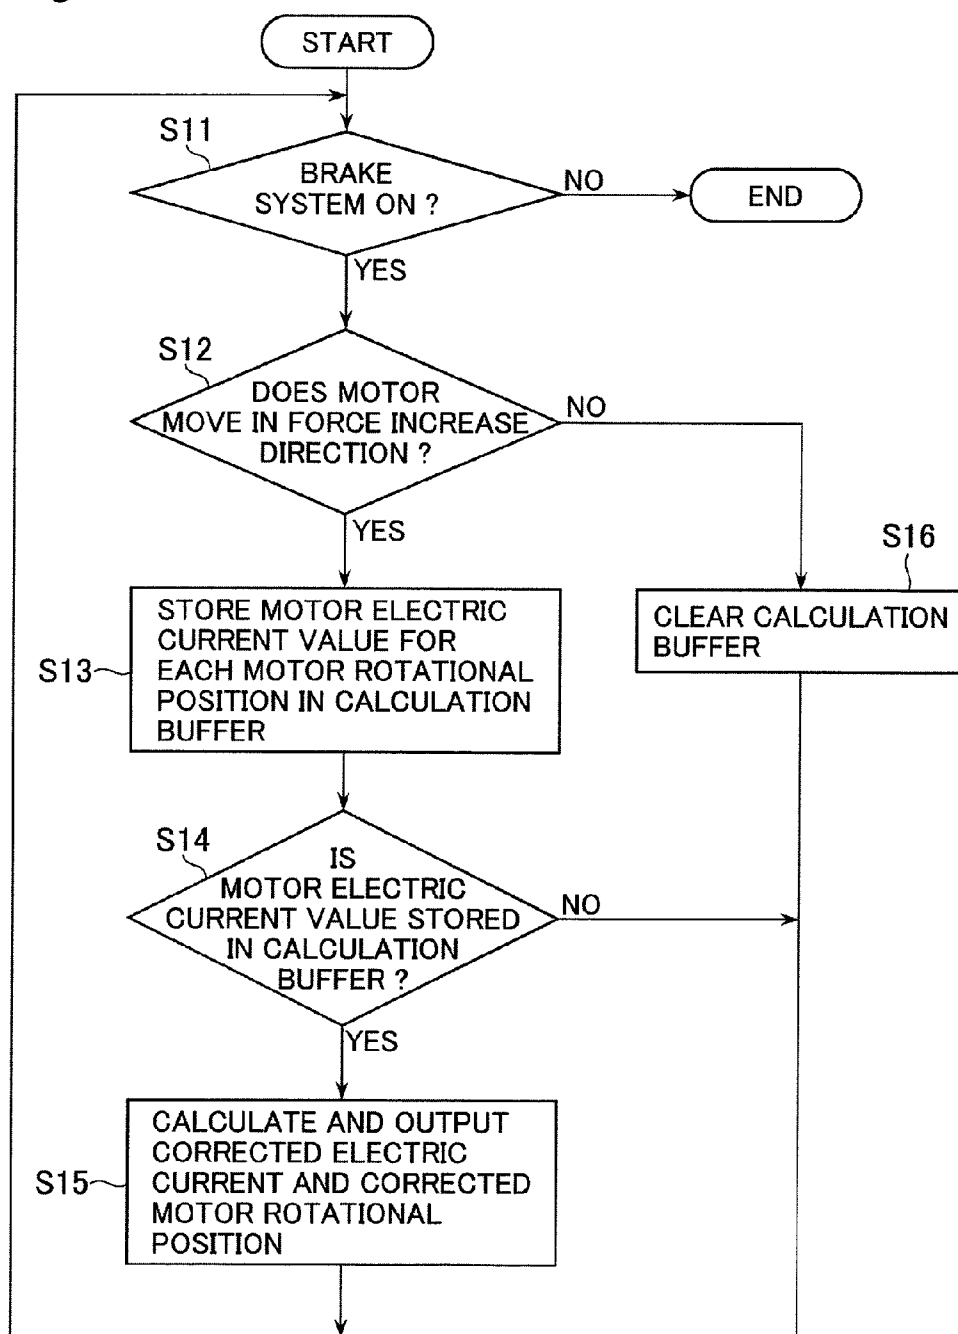 START
S11
BRAKE
SYSTEM ON ?
NO
END
YES
S12
DOES MOTOR
MOVE IN FORCE INCREASE
DIRECTION ?
NO
YES
S16
CLEAR CALCULATION
BUFFER
S13
STORE MOTOR ELECTRIC
CURRENT VALUE FOR
EACH MOTOR ROTATIONAL
POSITION IN CALCULATION
BUFFER
S14
IS
MOTOR ELECTRIC
CURRENT VALUE STORED
IN CALCULATION
BUFFER ?
NO
YES
S15
CALCULATE AND OUTPUT
CORRECTED ELECTRIC
CURRENT AND CORRECTED
MOTOR ROTATIONAL
POSITION